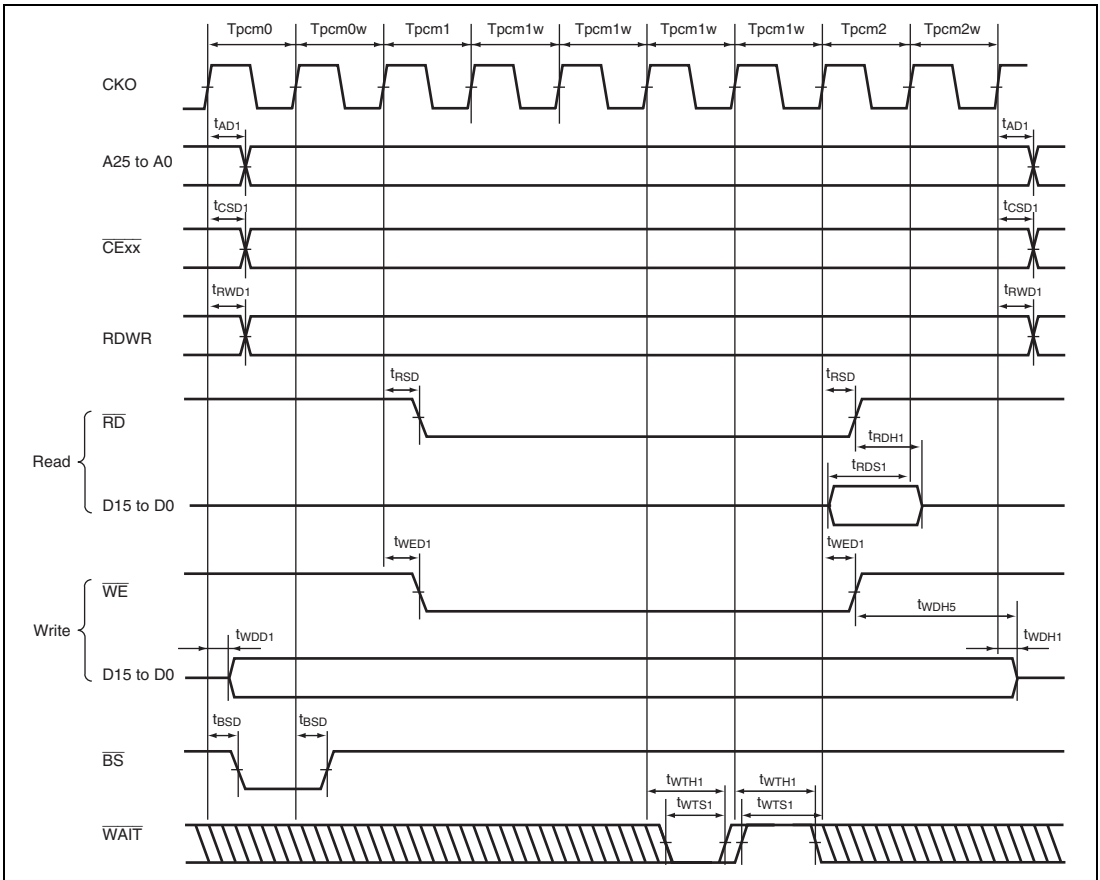 Tpcm0 Tpcm0w Tpcm1 Tpcm1w Tpcm1w Tpcm1w Tpcm1w Tpcm2 Tpcm2w
CKO
tAD1 tAD1
A25 to A0
tCSD1 tCSD1
CExx
tRWD1 tRWD1
RDWR
tRSD tRSD
RD
tRDH1
Read
tRDS1
D15 to D0
tWED1 tWED1
WE
tWDH5
Write
tWDD1 tWDH1
D15 to D0
tBSD tBSD
BS
tWTH1 tWTH1
tWTS1 tWTS1
WAIT